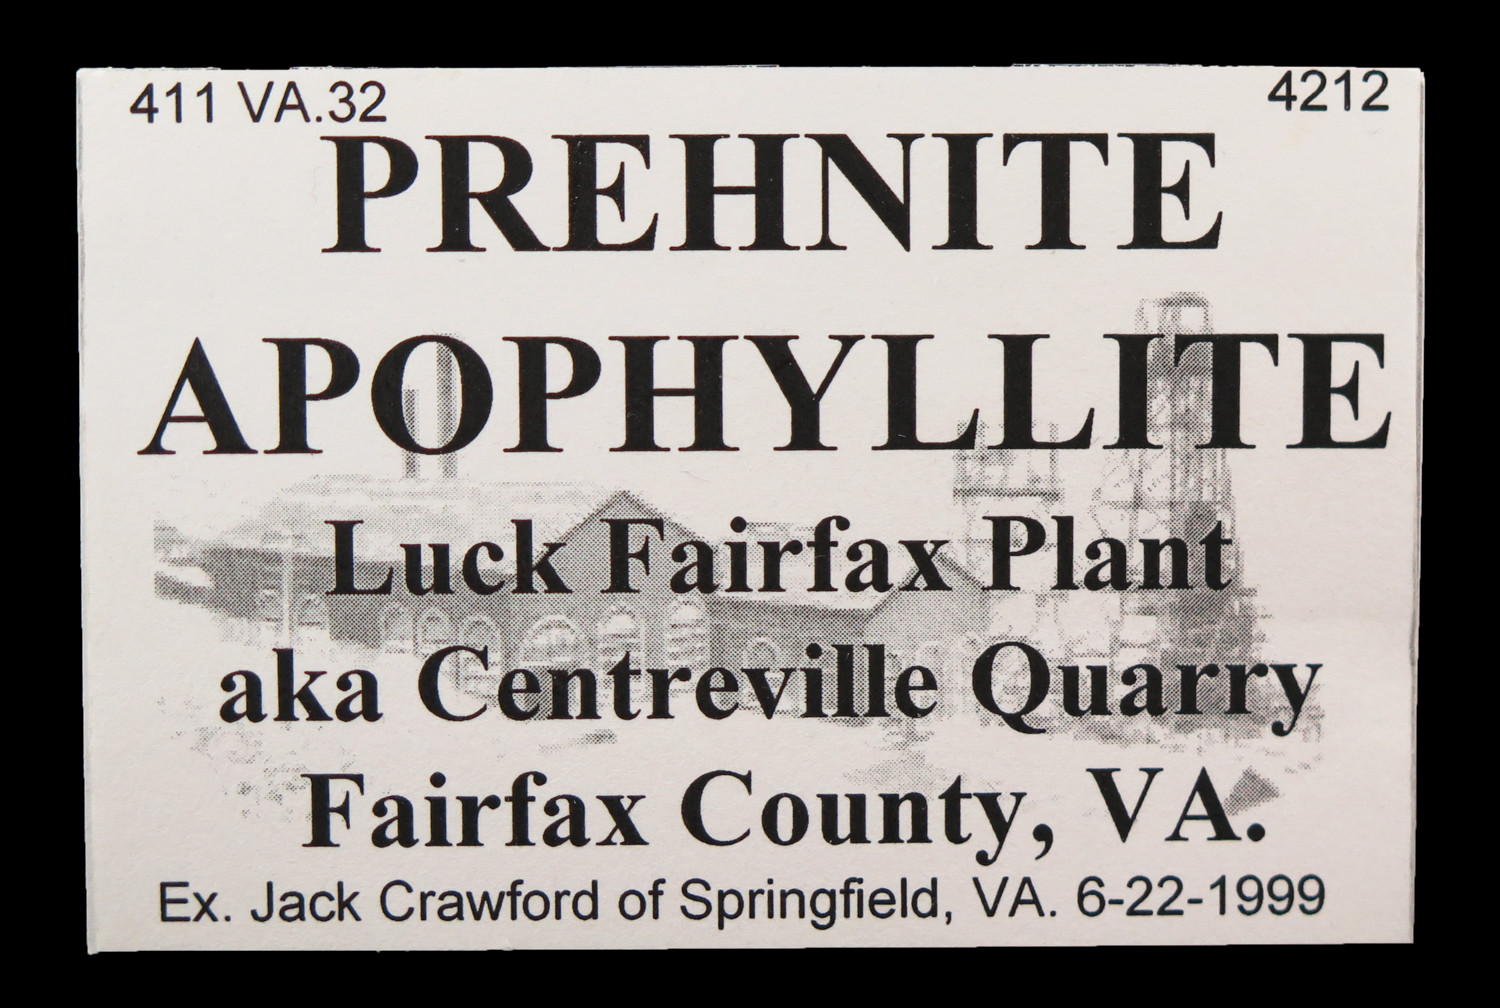 411 VA.32 4212
PREHNITE
APOPHYLLITE
Luck Fairfax Plant
aka Centreville Quarry
Fairfax County, VA.
Ex. Jack Crawford of Springfield, VA. 6-22-1999